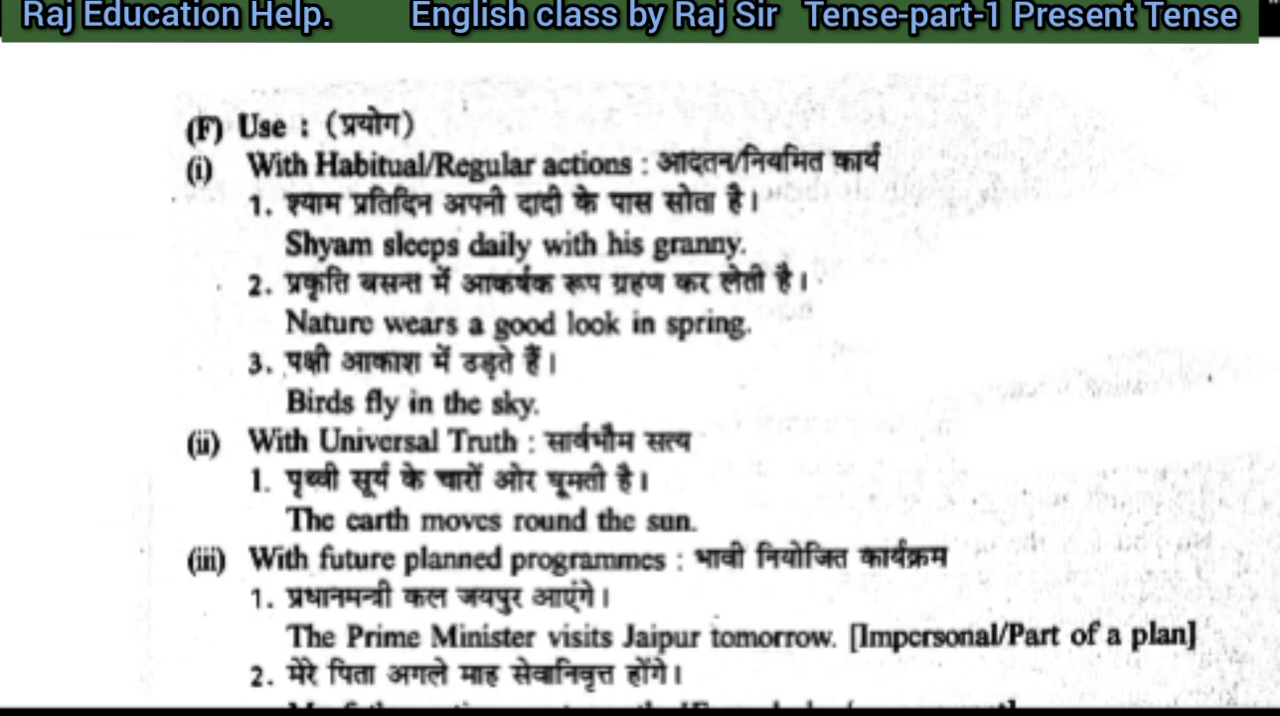 Raj Education Help. English class by Raj Sir Tense-part-1 Present Tense
(F) Use : (प्रयोग)
(i) With Habitual/Regular actions : आदतन/नियमित कार्य
1. श्याम प्रतिदिन अपनी दादी के पास सोता है।
Shyam sleeps daily with his granny.
2. प्रकृति बसन्त में आकर्षक रूप ग्रहण कर लेती है।
Nature wears a good look in spring.
3. पक्षी आकाश में उड़ते हैं।
Birds fly in the sky.
(ii) With Universal Truth : सार्वभौम सत्य
1. पृथ्वी सूर्य के चारों ओर घूमती है।
The earth moves round the sun.
(iii) With future planned programmes : भावी नियोजित कार्यक्रम
1. प्रधानमन्त्री कल जयपुर आएंगे।
The Prime Minister visits Jaipur tomorrow. [Impersonal/Part of a plan]
2. मेरे पिता अगले माह सेवानिवृत्त होंगे।